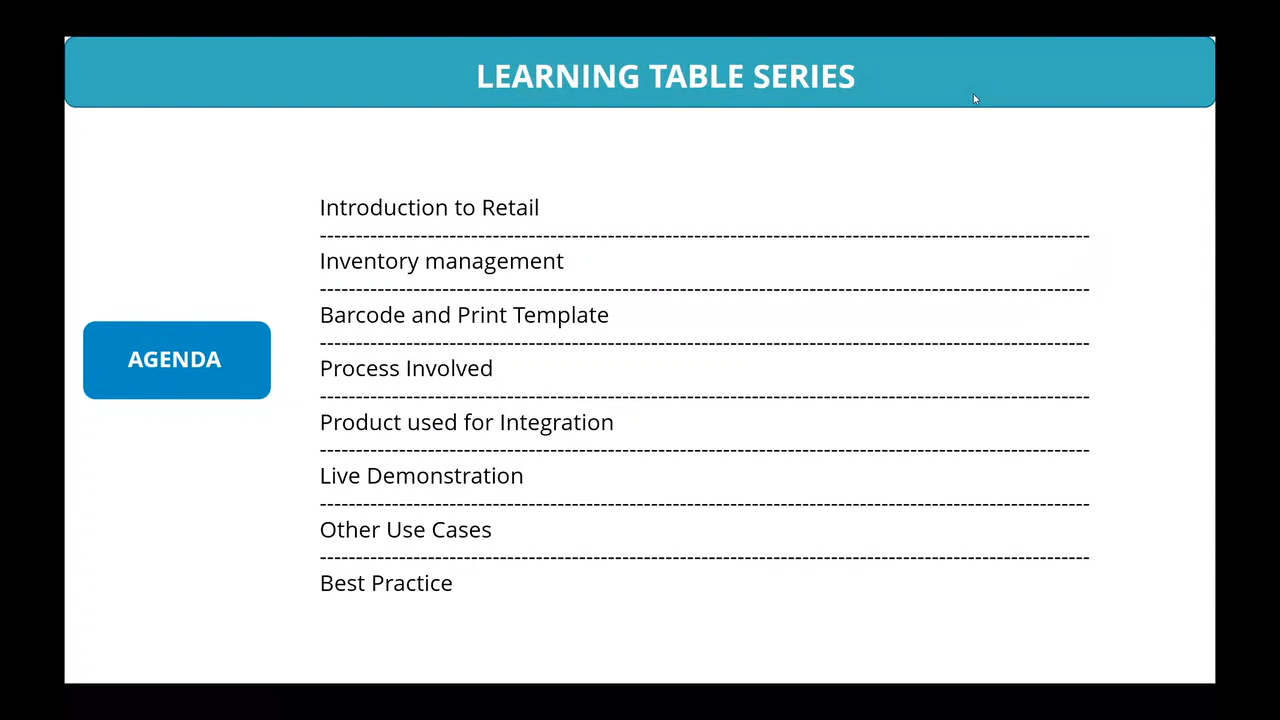 LEARNING TABLE SERIES
AGENDA
Introduction to Retail
Inventory management
Barcode and Print Template
Process Involved
Product used for Integration
Live Demonstration
Other Use Cases
Best Practice